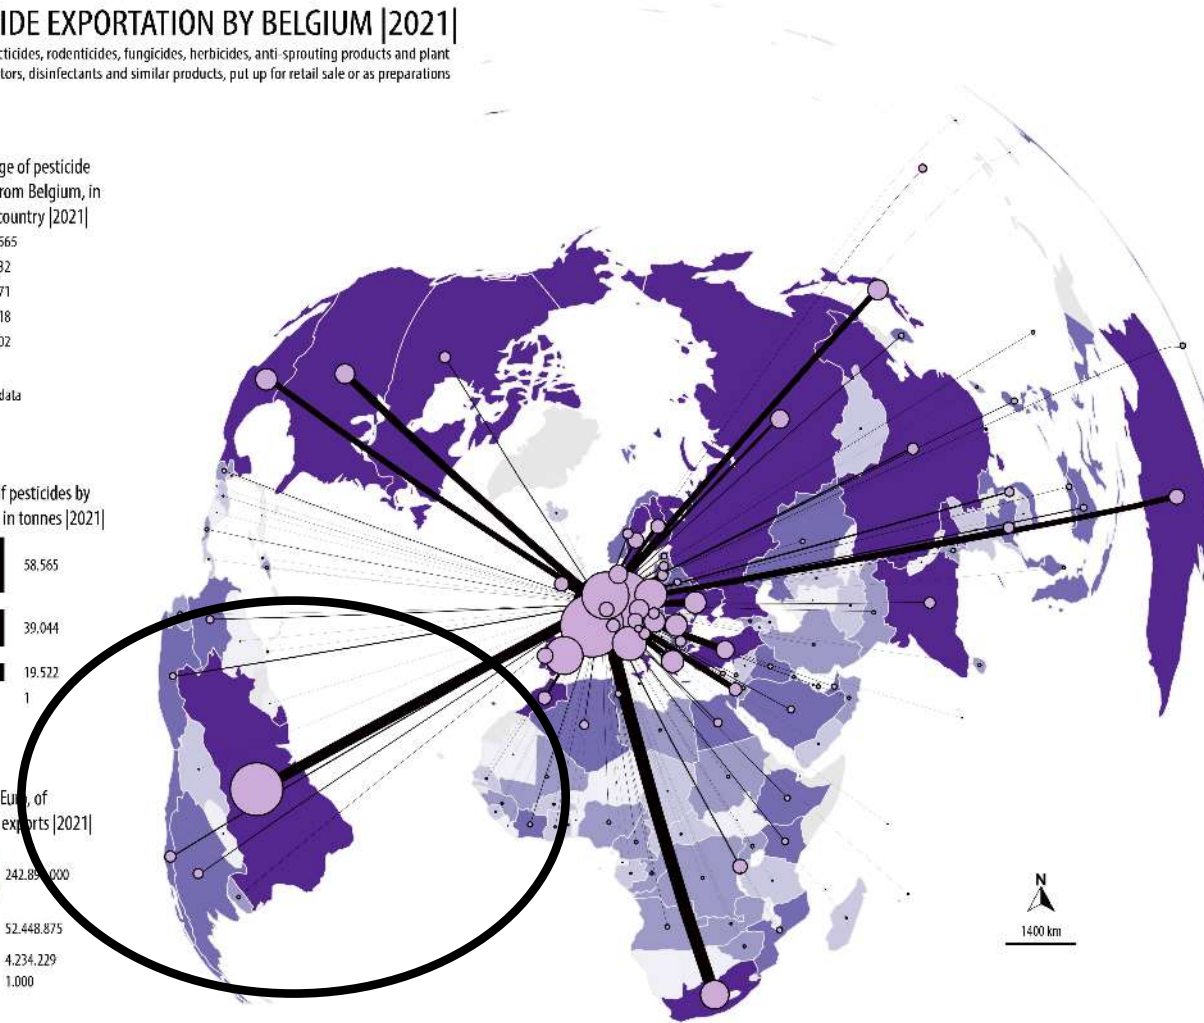 IDE EXPORTATION BY BELGIUM |2021|
cticides, rodenticides, fungicides, herbicides, anti-sprouting products and plant
tors, disinfectants and similar products, put up for retail sale or as preparations
ge of pesticide
rom Belgium, in
country |2021|
565
32
71
18
02
data
f pesticides by
in tonnes |2021|
58.565
39.044
19.522
1
Euro, of
exports |2021|
242.89 000
52.448.875
4.234.229
1.000
N
1400 km